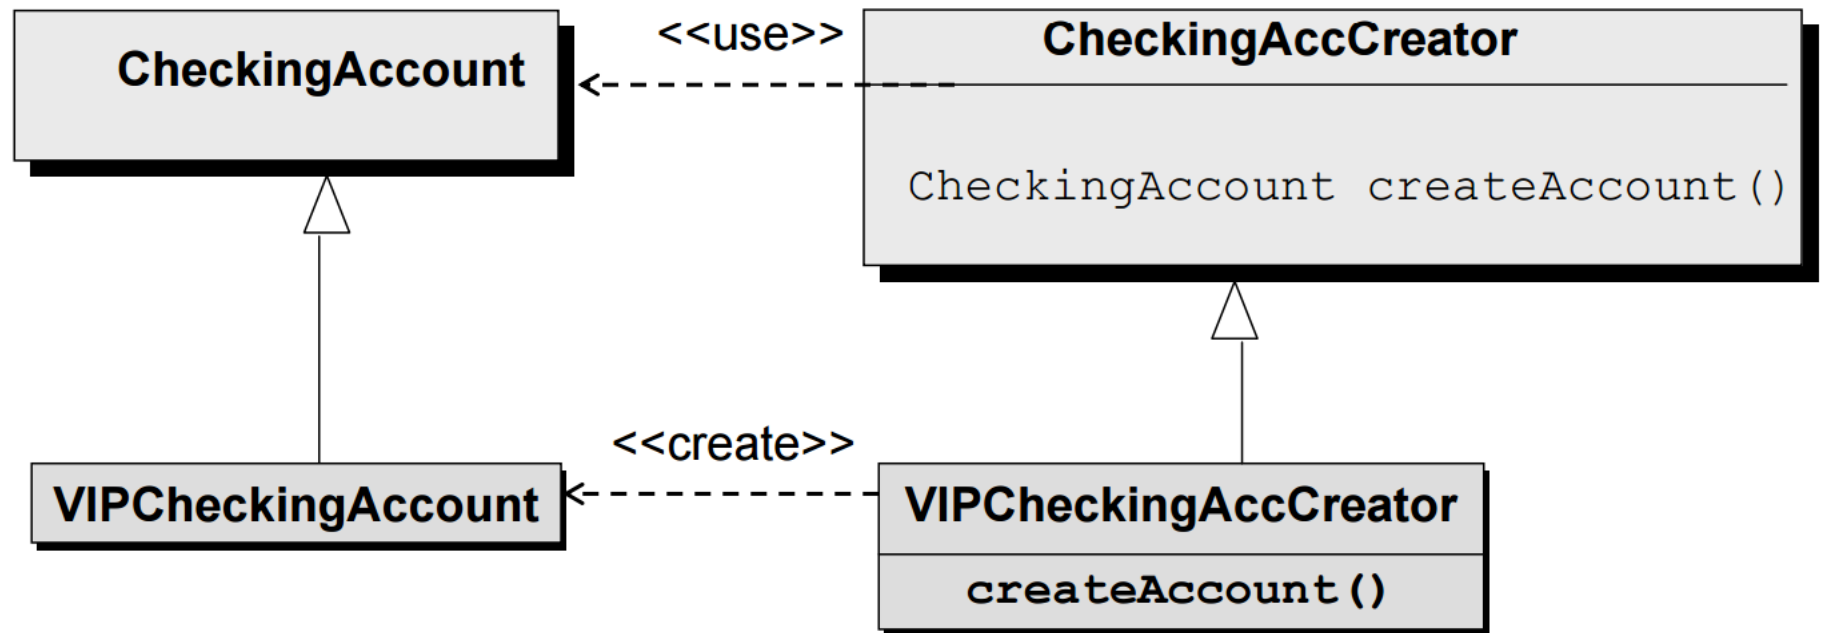 <<use>>
CheckingAccount
CheckingAccCreator
CheckingAccount createAccount()
<<create>>
VIPCheckingAccount
VIPCheckingAccCreator
createAccount()